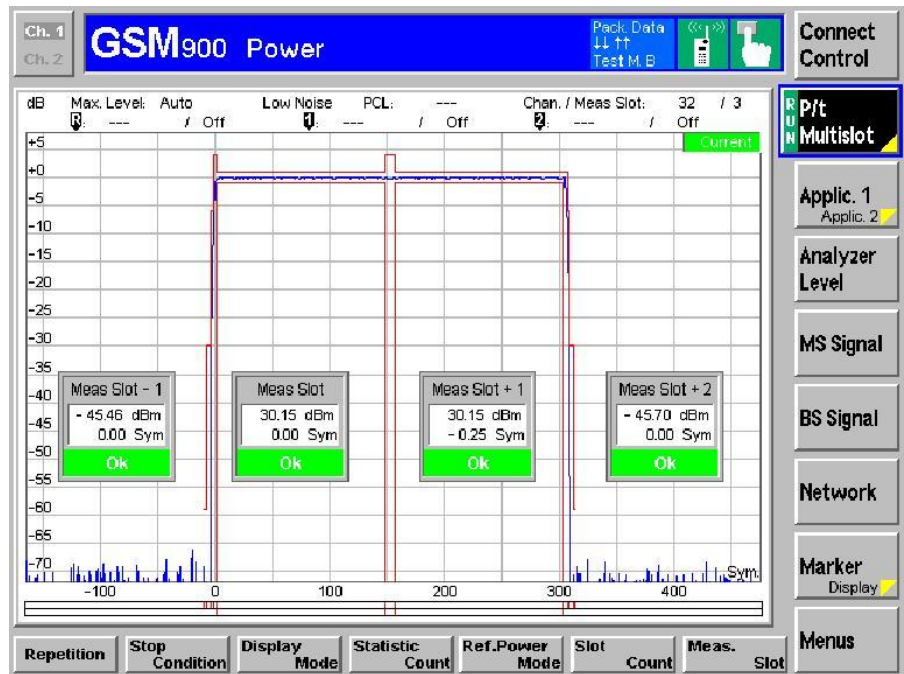 Ch. 1
Ch. 2
GSM900 Power
Pack. Data
↓↓ ↑↑
Test M. B
Connect
Control
dB Max. Level: Auto Low Noise PCL: --- Chan. / Meas Slot: 32 / 3
R: --- / Off 1: --- / Off 2: --- / Off
Current
+5
+0
-5
-10
-15
-20
-25
-30
-35
-40
-45
-50
-55
-60
-65
-70
Meas Slot - 1
- 45.46 dBm
0.00 Sym
Ok
Meas Slot
30.15 dBm
0.00 Sym
Ok
Meas Slot + 1
30.15 dBm
- 0.25 Sym
Ok
Meas Slot + 2
- 45.70 dBm
0.00 Sym
Ok
Sym.
-100 0 100 200 300 400
RUN
P/t
Multislot
Applic. 1
Applic. 2
Analyzer
Level
MS Signal
BS Signal
Network
Marker
Display
Menus
Repetition
Stop
Condition
Display
Mode
Statistic
Count
Ref.Power
Mode
Slot
Count
Meas.
Slot